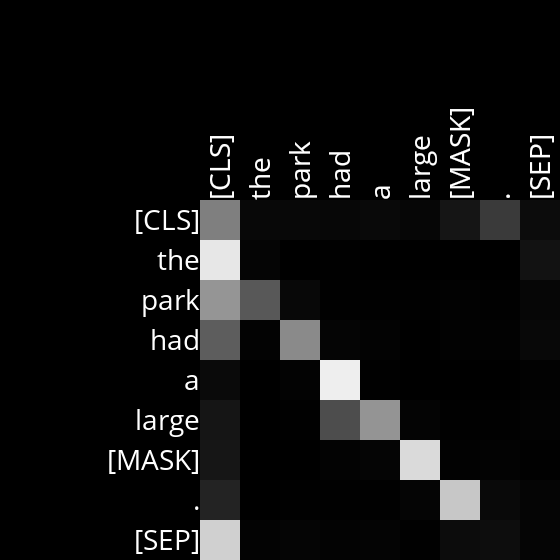 [CLS] the park had a large [MASK] . [SEP]
[CLS]
the
park
had
a
large
[MASK]
.
[SEP]